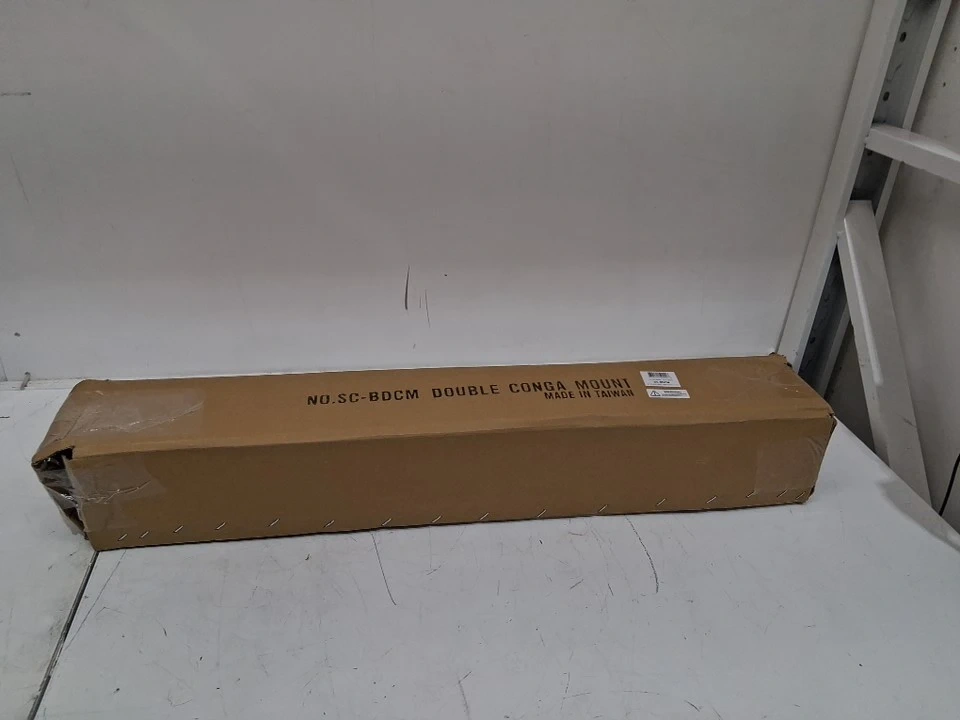 NO.SC-BDCM DOUBLE CONGA MOUNT
MADE IN TAIWAN